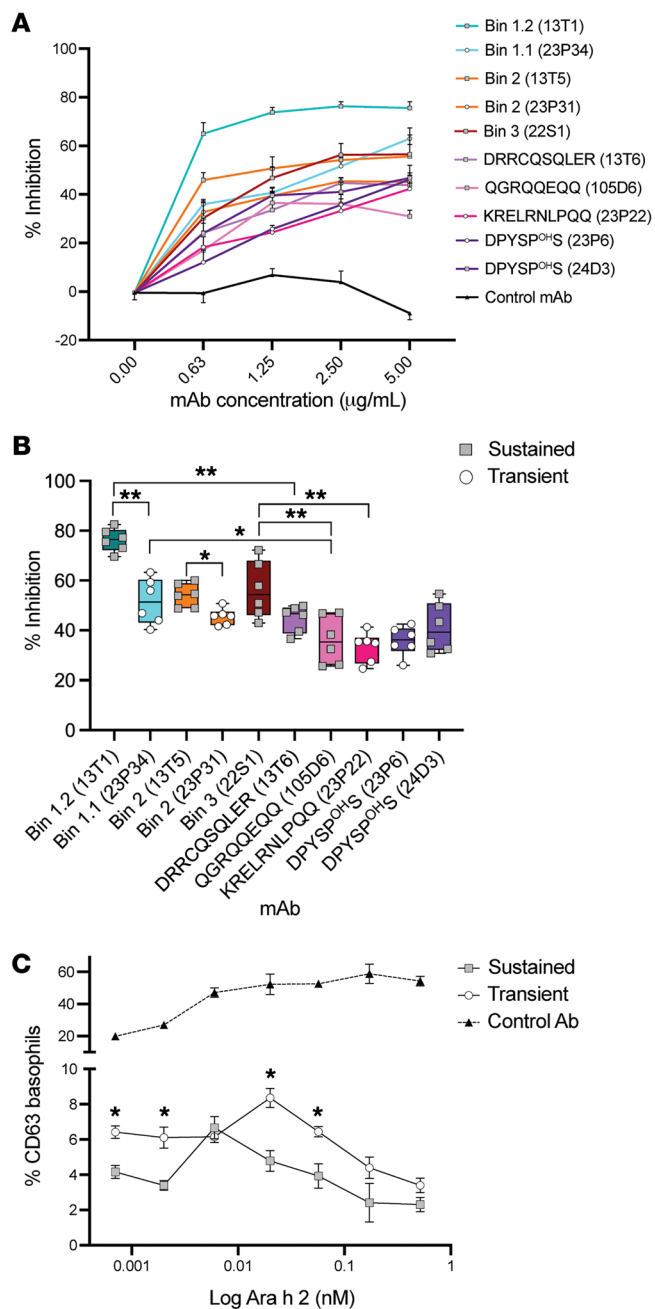 A
100
80
60
40
20
0
-20
% Inhibition
0.00
0.63
1.25
2.50
5.00
mAb concentration (μg/mL)
Bin 1.2 (13T1)
Bin 1.1 (23P34)
Bin 2 (13T5)
Bin 2 (23P31)
Bin 3 (22S1)
DRRCQSQLER (13T6)
QGRQQEQQ (105D6)
KRELRNLPQQ (23P22)
DPYSPᴼᴴS (23P6)
DPYSPᴼᴴS (24D3)
Control mAb
B
Sustained
Transient
100
80
60
40
20
0
% Inhibition
**
**
*
*
**
**
Bin 1.2 (13T1)
Bin 1.1 (23P34)
Bin 2 (13T5)
Bin 2 (23P31)
Bin 3 (22S1)
DRRCQSQLER (13T6)
QGRQQEQQ (105D6)
KRELRNLPQQ (23P22)
DPYSPᴼᴴS (23P6)
DPYSPᴼᴴS (24D3)
mAb
C
Sustained
Transient
Control Ab
60
40
20
10
8
6
4
2
0
% CD63 basophils
*
*
*
*
0.001
0.01
0.1
1
Log Ara h 2 (nM)